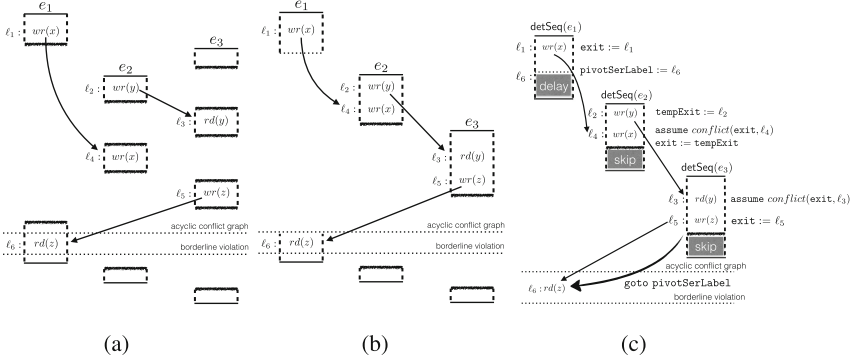 e₁
ℓ₁ : wr(x)
e₂
ℓ₂ : wr(y)
e₃
ℓ₃ : rd(y)
ℓ₄ : wr(x)
ℓ₅ : wr(z)
acyclic conflict graph
ℓ₆ : rd(z)
borderline violation
(a)
e₁
ℓ₁ : wr(x)
e₂
ℓ₂ : wr(y)
ℓ₄ : wr(x)
e₃
ℓ₃ : rd(y)
ℓ₅ : wr(z)
acyclic conflict graph
ℓ₆ : rd(z)
borderline violation
(b)
detSeq(e₁)
ℓ₁ : wr(x) exit := ℓ₁
ℓ₆ : pivotSerLabel := ℓ₆
delay
detSeq(e₂)
ℓ₂ : wr(y) tempExit := ℓ₂
ℓ₄ : wr(x) assume conflict(exit, ℓ₄)
exit := tempExit
skip
detSeq(e₃)
ℓ₃ : rd(y) assume conflict(exit, ℓ₃)
ℓ₅ : wr(z) exit := ℓ₅
skip
acyclic conflict graph
ℓ₆ : rd(z) goto pivotSerLabel
borderline violation
(c)